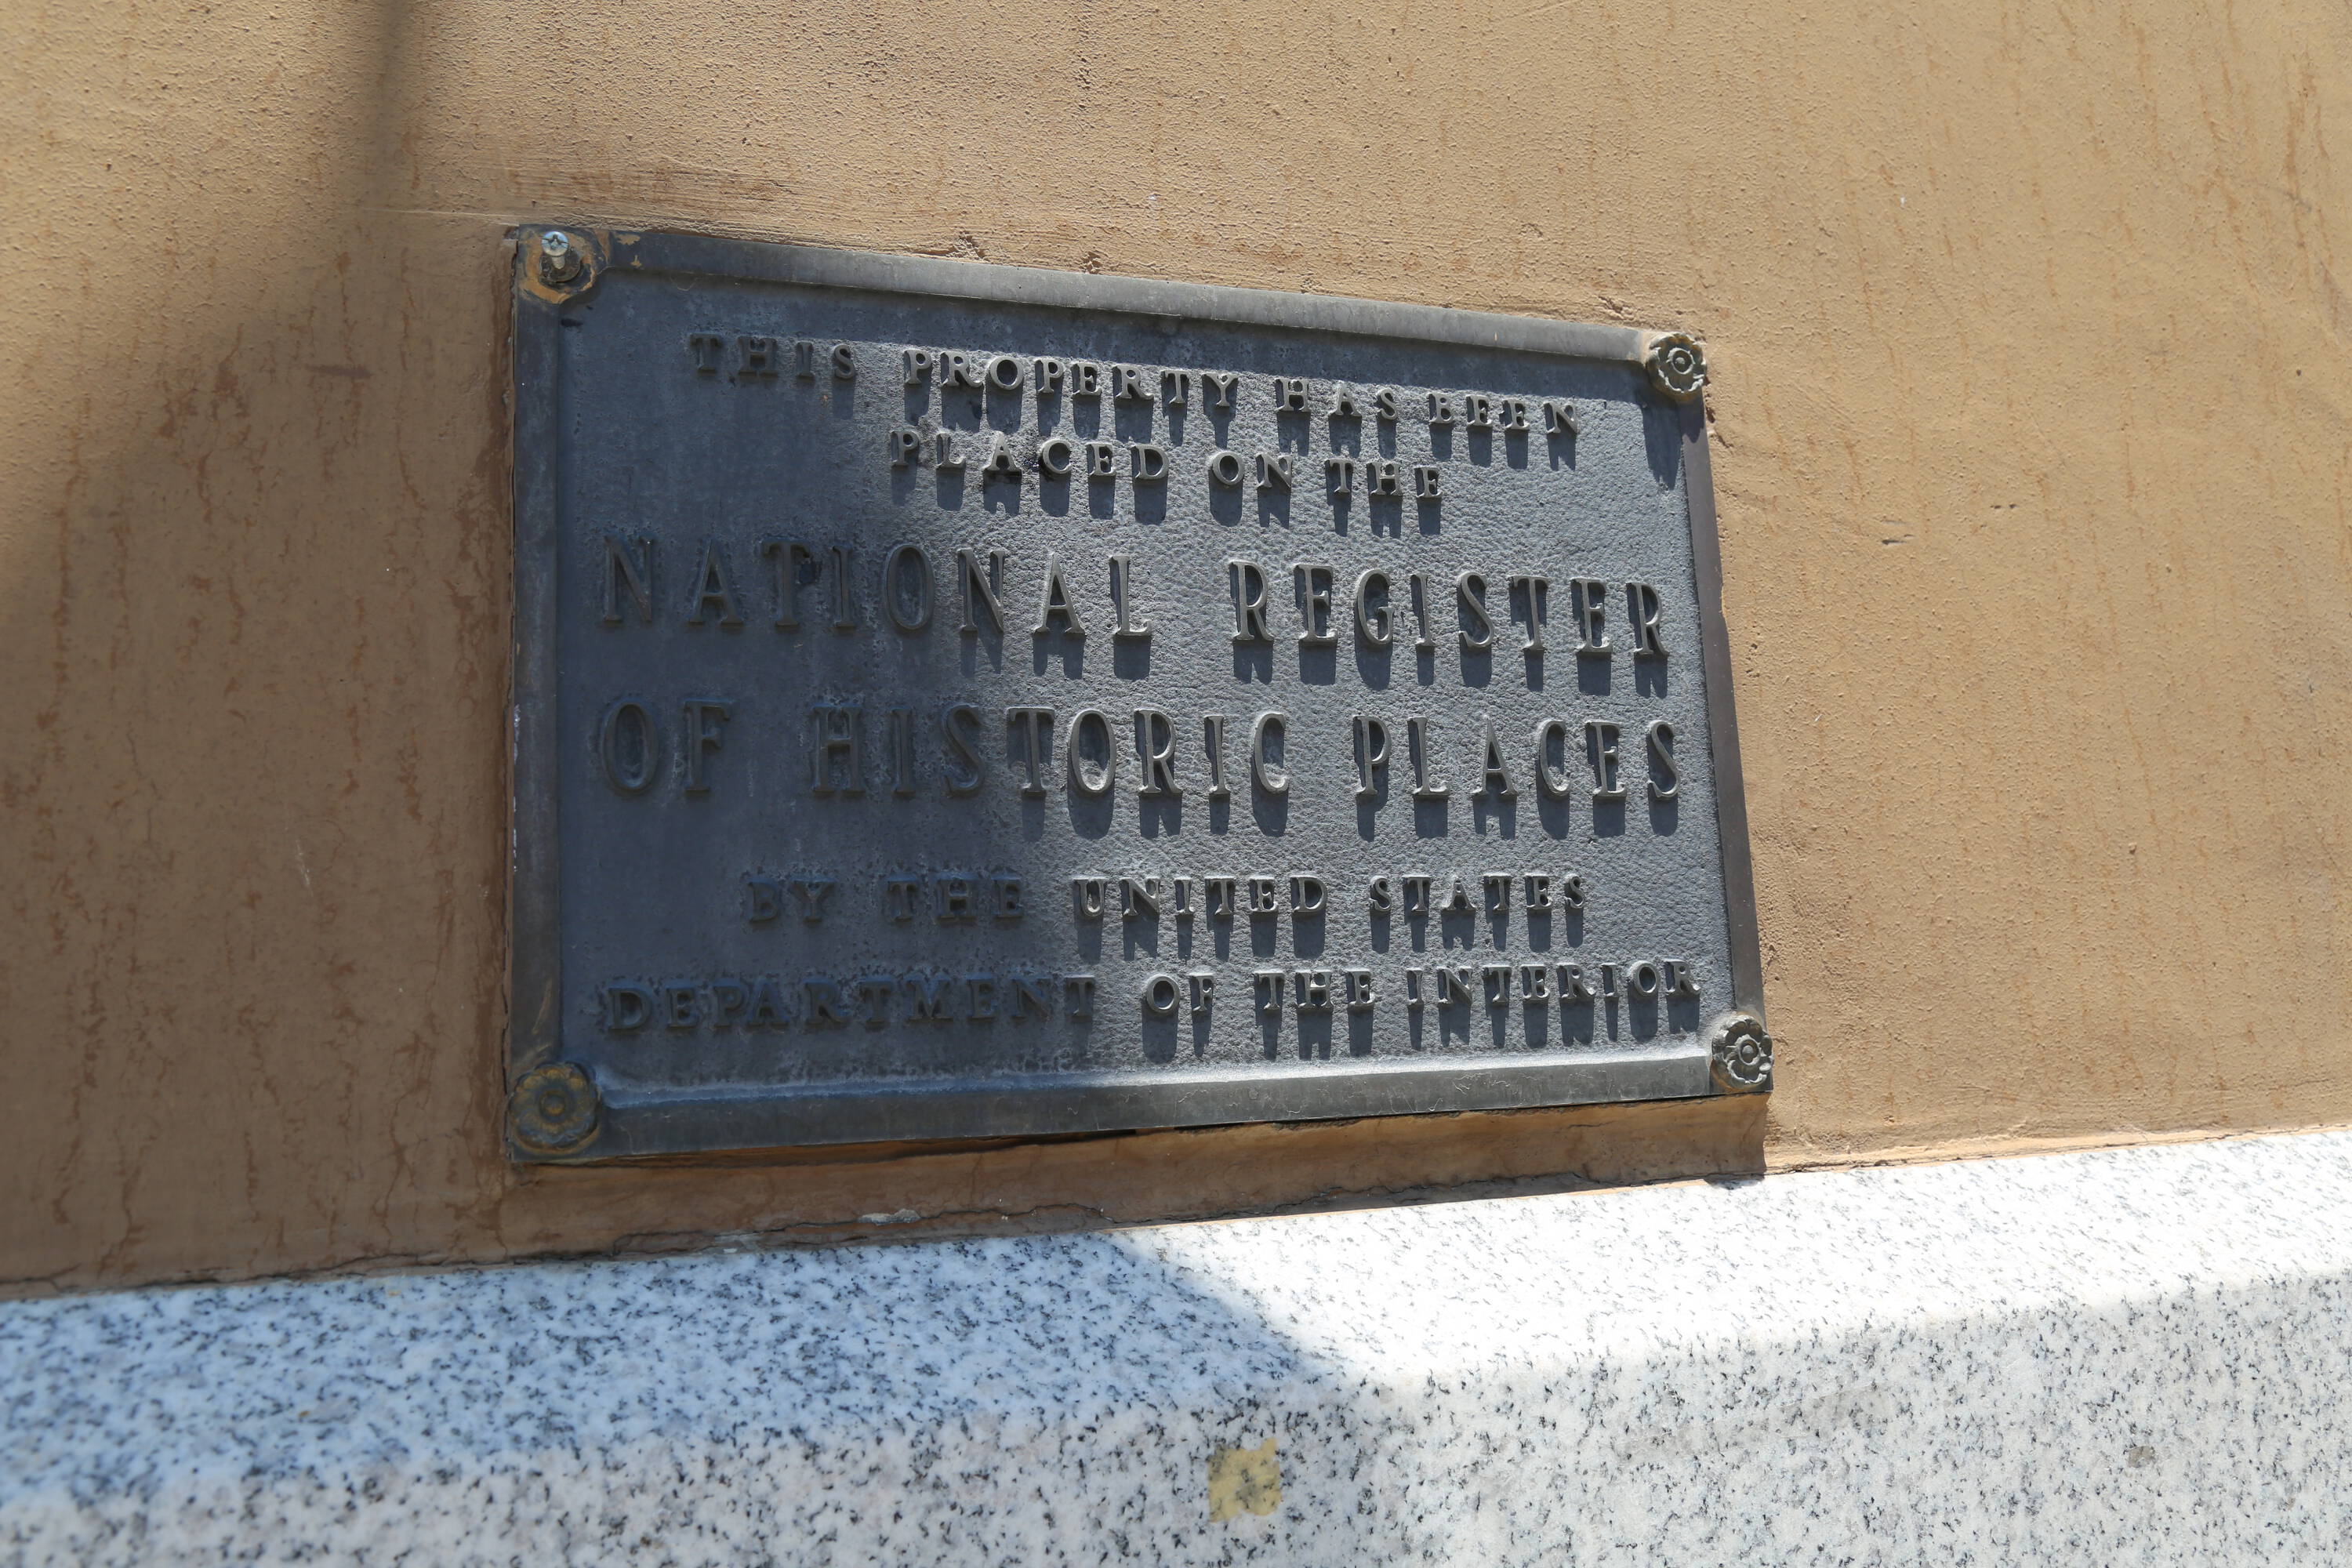 THIS PROPERTY HAS BEEN
PLACED ON THE
NATIONAL REGISTER
OF HISTORIC PLACES
BY THE UNITED STATES
DEPARTMENT OF THE INTERIOR